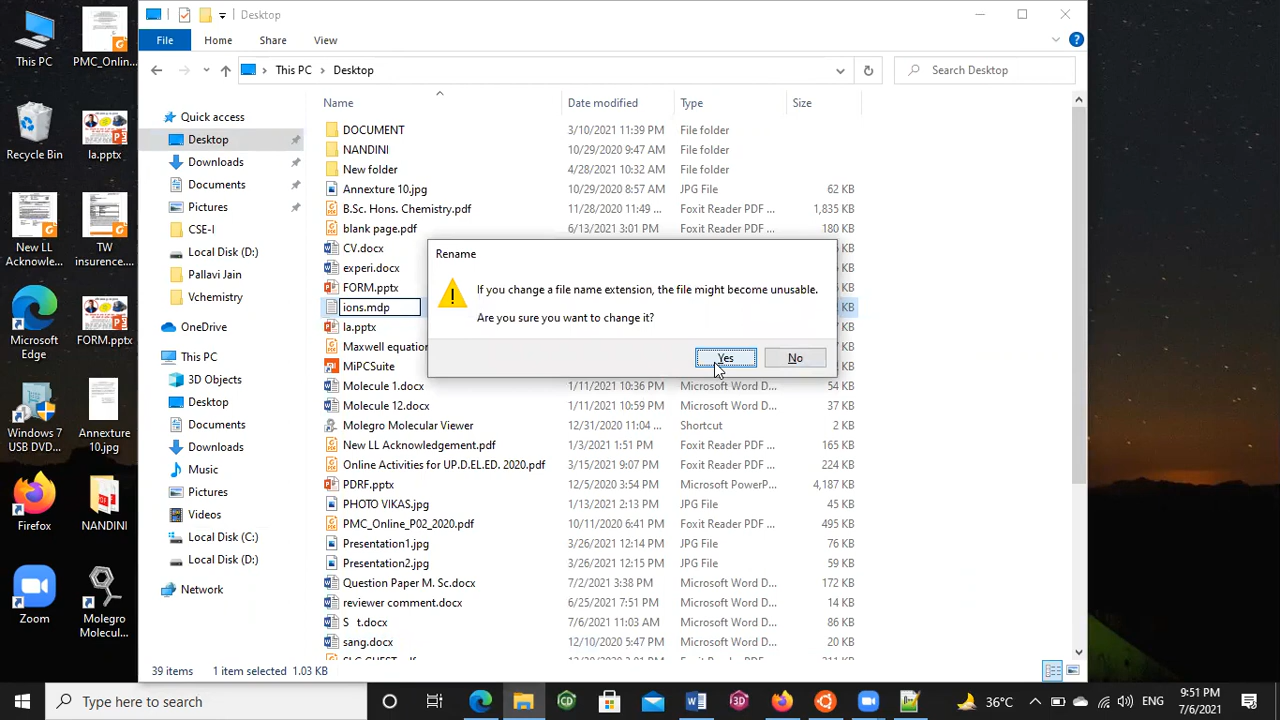 This PC
PMC_Onlin...
Recycle Bin
la.pptx
New LL Acknowle...
TW insurence...
Microsoft Edge
FORM.pptx
Windows 7 USB DVD...
Annexture 10.jpg
Firefox
NANDINI
Zoom
Molegro Molecul...
Desktop
File Home Share View
This PC Desktop
Search Desktop
Name Date modified Type Size
Quick access
Desktop
Downloads
Documents
Pictures
CSE-I
Local Disk (D:)
Pallavi Jain
Vchemistry
OneDrive
This PC
3D Objects
Desktop
Documents
Downloads
Music
Pictures
Videos
Local Disk (C:)
Local Disk (D:)
Network
DOCUMENT 3/10/2021 11:39 PM File folder
NANDINI 10/29/2020 9:47 AM File folder
New folder 4/28/2021 10:32 AM File folder
Annexture 10.jpg 10/29/2020 8:57 AM JPG File 62 KB
B.Sc. Hons. Chemistry.pdf 11/28/2020 11:49 ... Foxit Reader PDF ... 1,835 KB
blank page.pdf 6/13/2021 3:01 PM Foxit Reader PDF ... 180 KB
CV.docx KB
experi.docx KB
FORM.pptx KB
ions.mdp KB
la.pptx KB
Maxwell equation KB
MiPCSuite KB
Molecule 1.docx 1/11/2021 10:36 PM Microsoft Word D... 54 KB
Molecule 12.docx 1/11/2021 10:59 PM Microsoft Word D... 37 KB
Molegro Molecular Viewer 12/31/2020 11:04 ... Shortcut 2 KB
New LL Acknowledgement.pdf 1/3/2021 1:51 PM Foxit Reader PDF ... 165 KB
Online Activities for UP.D.EL.ED. 2020.pdf 3/15/2021 9:07 PM Foxit Reader PDF ... 224 KB
PDRF.pptx 12/5/2020 3:54 PM Microsoft PowerP... 4,187 KB
PHOTO VIKAS.jpg 1/13/2021 2:13 PM JPG File 45 KB
PMC_Online_P02_2020.pdf 10/11/2020 6:41 PM Foxit Reader PDF ... 495 KB
Presentation1.jpg 3/26/2021 12:14 PM JPG File 76 KB
Presentation2.jpg 3/26/2021 12:15 PM JPG File 59 KB
Question Paper M. Sc.docx 7/2/2021 3:38 PM Microsoft Word D... 172 KB
reviewer comment.docx 6/25/2021 7:51 PM Microsoft Word D... 14 KB
S t.docx 7/6/2021 11:03 AM Microsoft Word D... 86 KB
sang.docx 12/10/2020 5:47 PM Microsoft Word D... 20 KB
Rename
If you change a file name extension, the file might become unusable.
Are you sure you want to change it?
Yes No
39 items 1 item selected 1.03 KB
Type here to search
36°C ENG 9:51 PM
7/6/2021